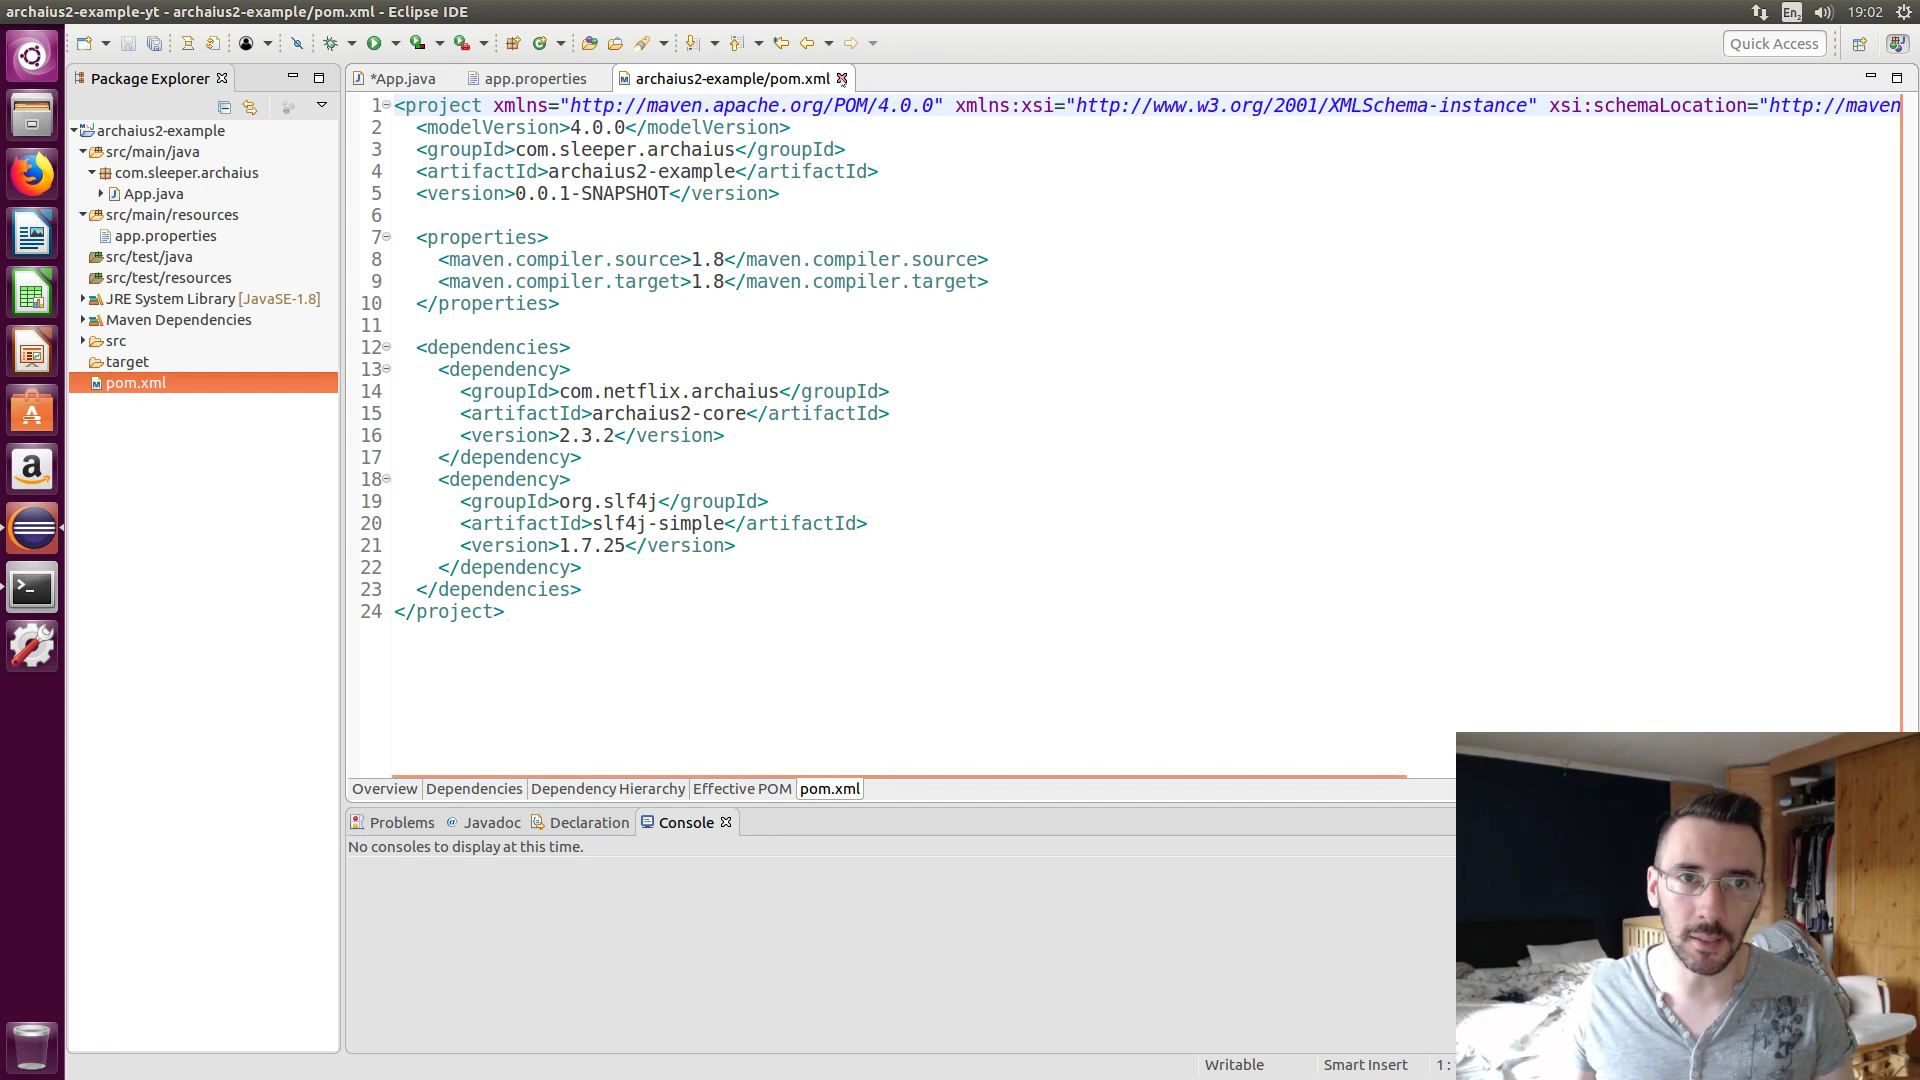 archaius2-example-yt - archaius2-example/pom.xml - Eclipse IDE
En2
19:02
Quick Access
Package Explorer
*App.java
app.properties
archaius2-example/pom.xml
archaius2-example
src/main/java
com.sleeper.archaius
App.java
src/main/resources
app.properties
src/test/java
src/test/resources
JRE System Library [JavaSE-1.8]
Maven Dependencies
src
target
pom.xml
1 <project xmlns="http://maven.apache.org/POM/4.0.0" xmlns:xsi="http://www.w3.org/2001/XMLSchema-instance" xsi:schemaLocation="http://maven
2 <modelVersion>4.0.0</modelVersion>
3 <groupId>com.sleeper.archaius</groupId>
4 <artifactId>archaius2-example</artifactId>
5 <version>0.0.1-SNAPSHOT</version>
6
7 <properties>
8 <maven.compiler.source>1.8</maven.compiler.source>
9 <maven.compiler.target>1.8</maven.compiler.target>
10 </properties>
11
12 <dependencies>
13 <dependency>
14 <groupId>com.netflix.archaius</groupId>
15 <artifactId>archaius2-core</artifactId>
16 <version>2.3.2</version>
17 </dependency>
18 <dependency>
19 <groupId>org.slf4j</groupId>
20 <artifactId>slf4j-simple</artifactId>
21 <version>1.7.25</version>
22 </dependency>
23 </dependencies>
24 </project>
Overview Dependencies Dependency Hierarchy Effective POM pom.xml
Problems @ Javadoc Declaration Console
No consoles to display at this time.
Writable Smart Insert 1 :